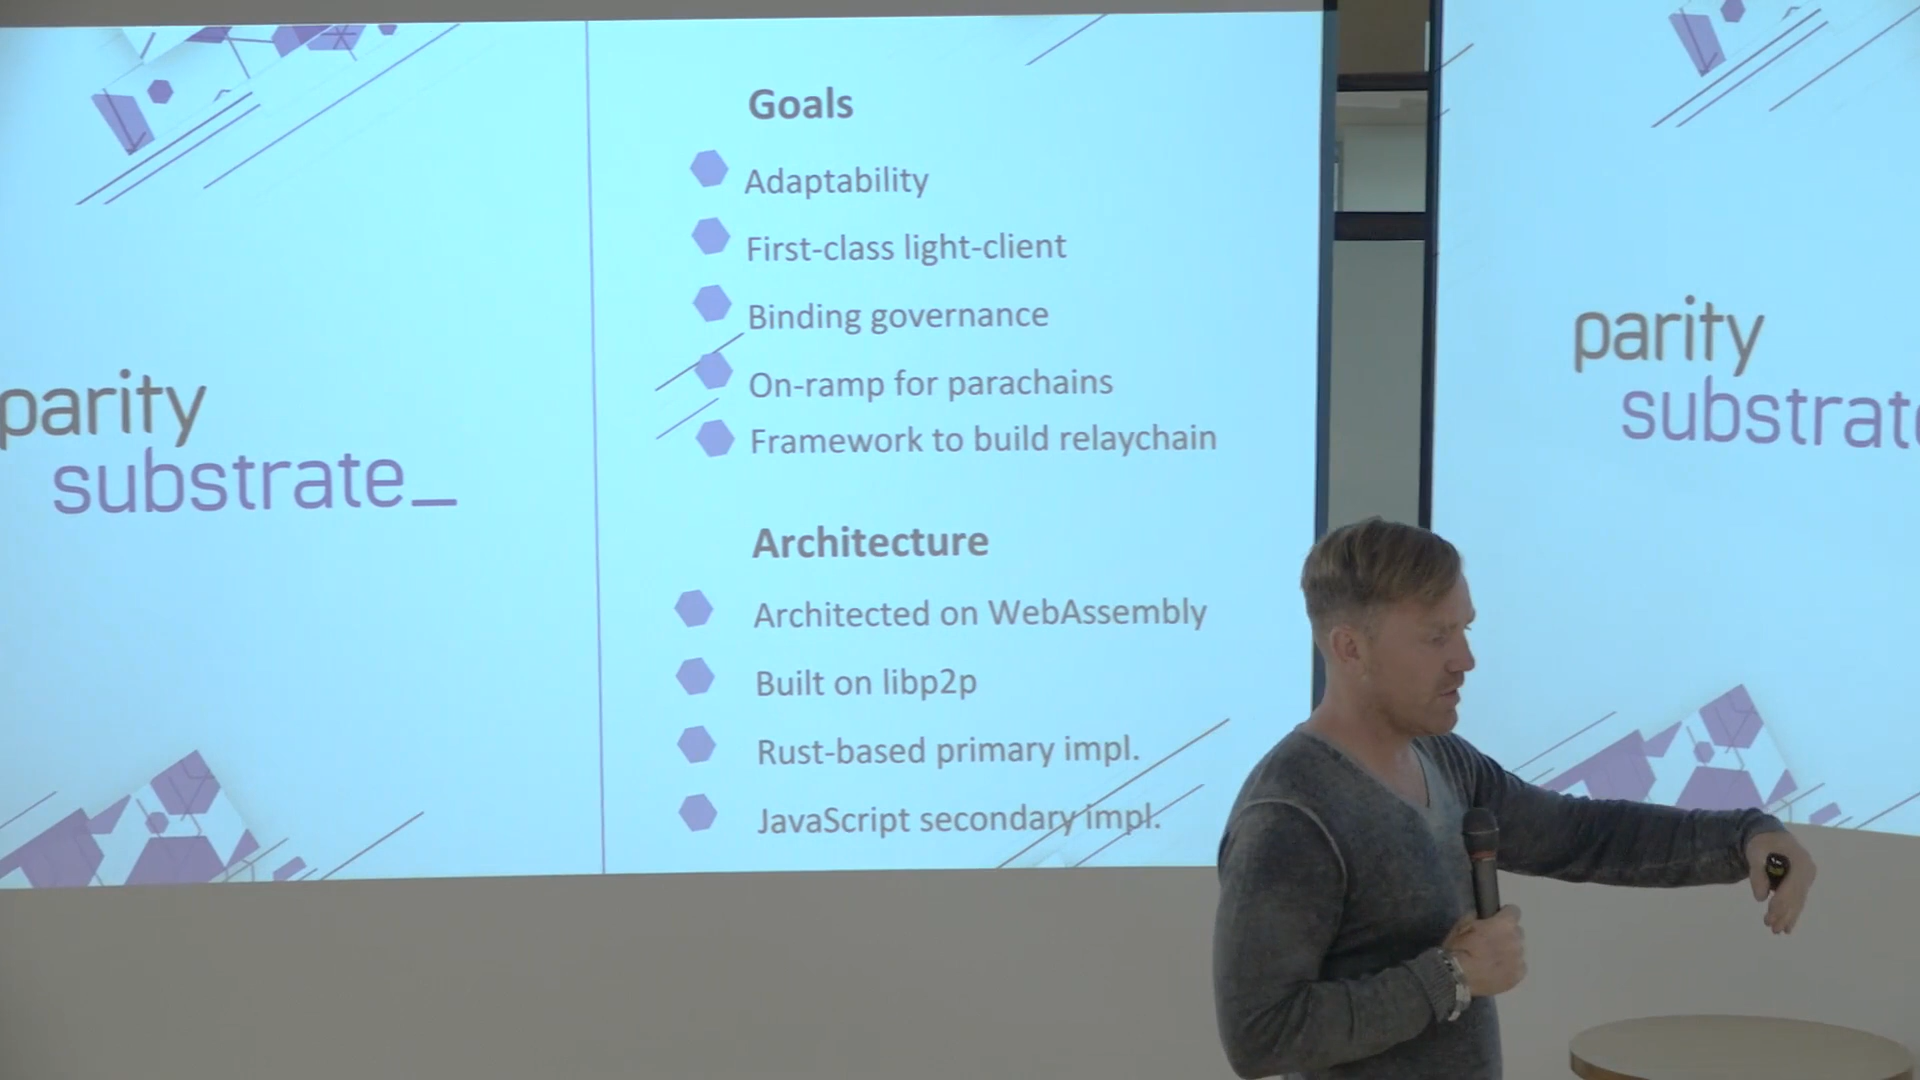 parity
substrate_
Goals
Adaptability
First-class light-client
Binding governance
On-ramp for parachains
Framework to build relaychain
Architecture
Architected on WebAssembly
Built on libp2p
Rust-based primary impl.
JavaScript secondary impl.
parity
substrate